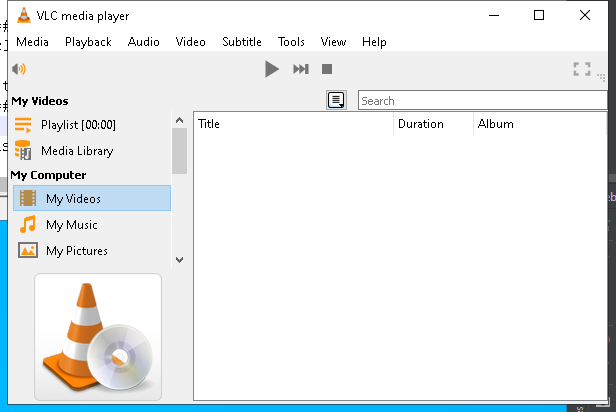 VLC media player
Media Playback Audio Video Subtitle Tools View Help
My Videos
Search
Playlist [00:00]
Title Duration Album
Media Library
My Computer
My Videos
My Music
My Pictures